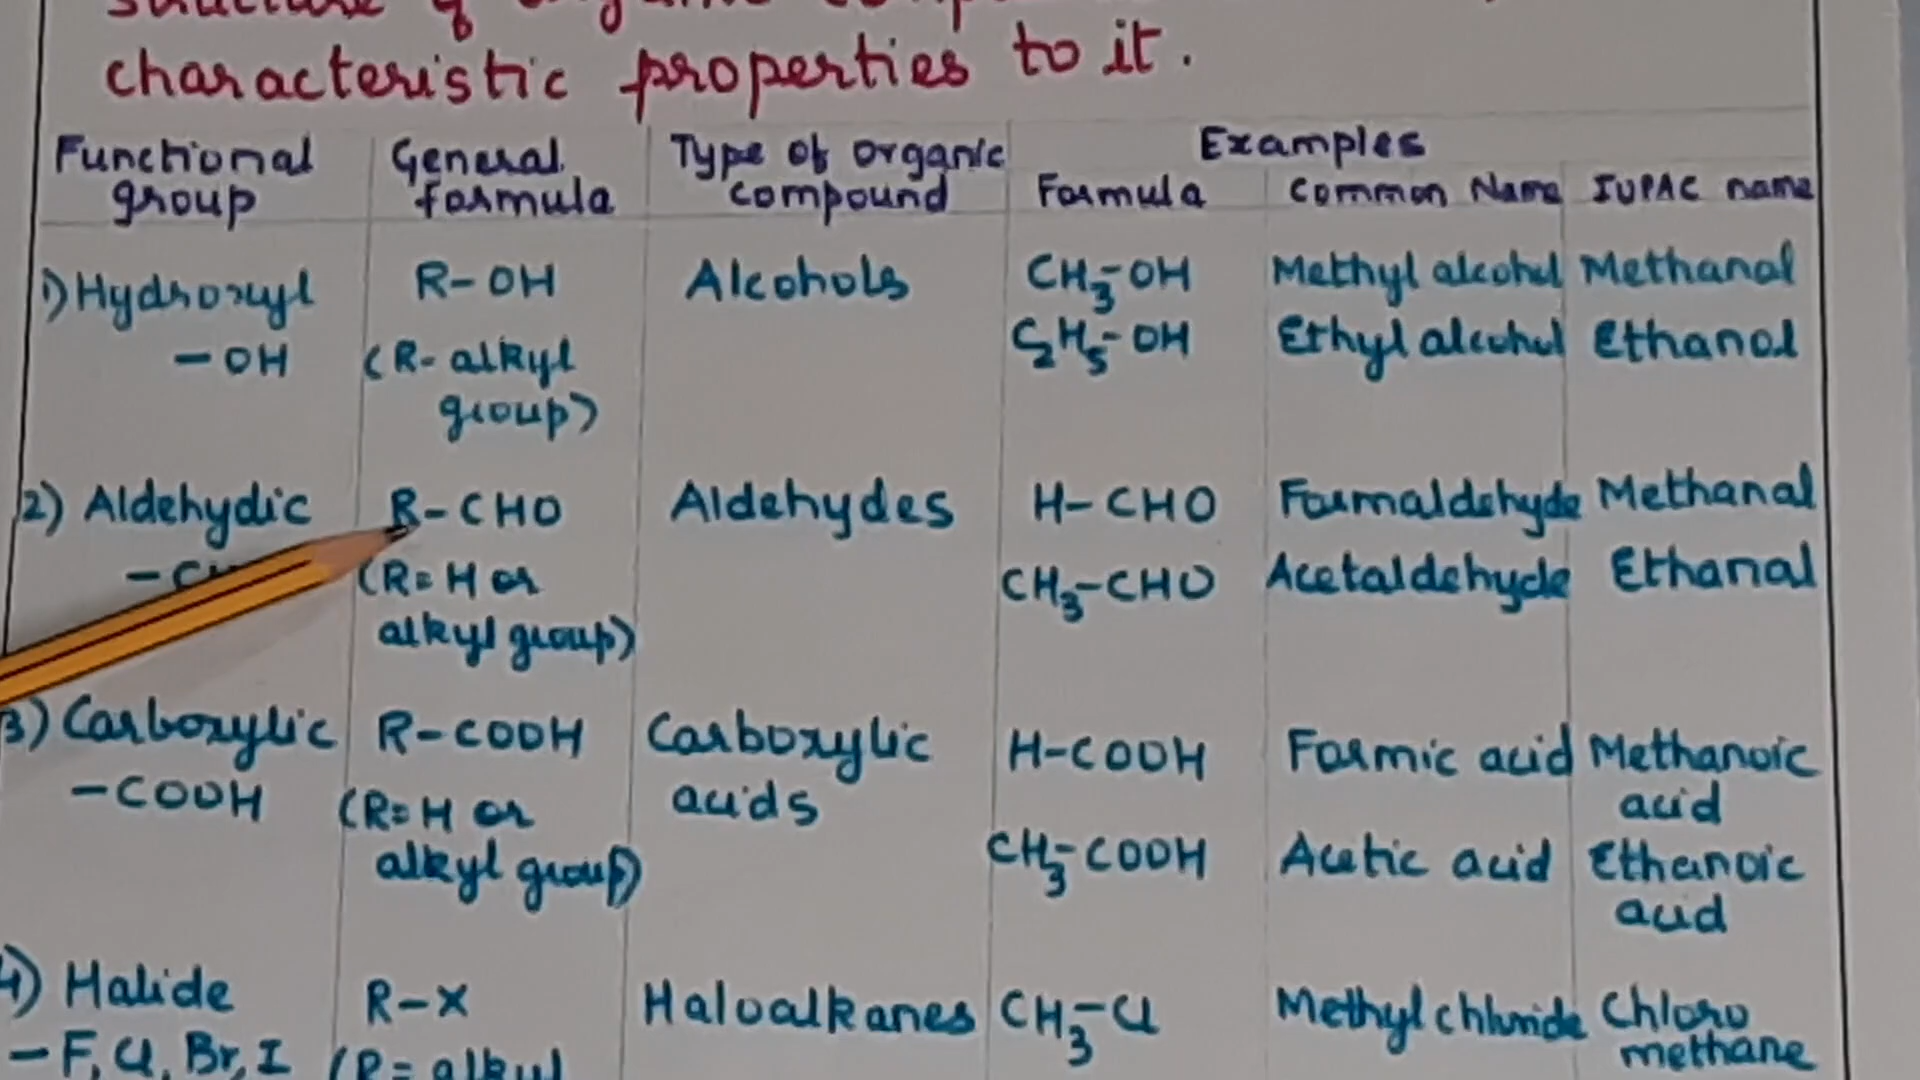 characteristic properties to it.
Functional group | General formula | Type of organic compound | Examples
Formula | Common Name | IUPAC name
1) Hydroxyl | R-OH | Alcohols | CH3-OH | Methyl alcohol | Methanol
-OH | (R- alkyl group) | C2H5-OH | Ethyl alcohol | Ethanol
2) Aldehydic | R-CHO | Aldehydes | H-CHO | Formaldehyde | Methanal
(R=H or alkyl group) | CH3-CHO | Acetaldehyde | Ethanal
3) Carboxylic | R-COOH | Carboxylic acids | H-COOH | Formic acid | Methanoic acid
-COOH | (R=H or alkyl group) | CH3-COOH | Acetic acid | Ethanoic acid
4) Halide | R-X | Haloalkanes | CH3-Cl | Methyl chloride | Chloro methane
-F, Cl, Br, I | (R= alkyl